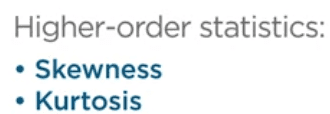 Higher-order statistics:
• Skewness
• Kurtosis